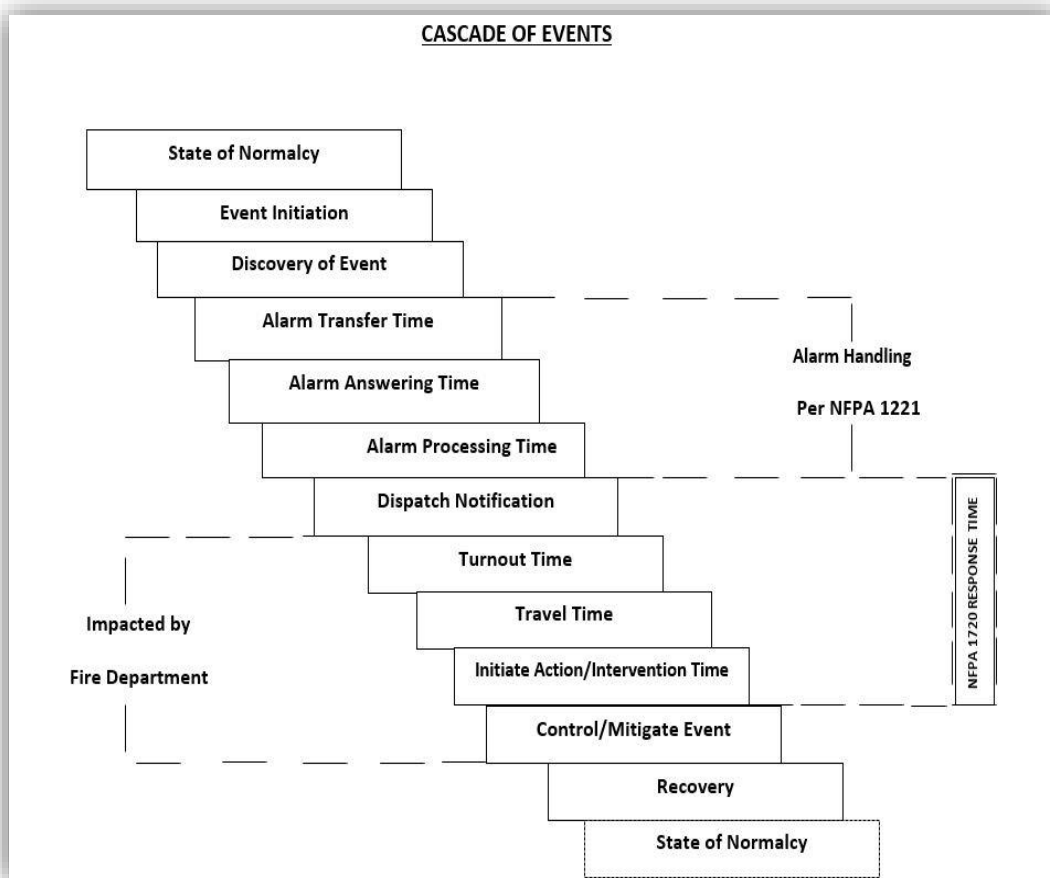 CASCADE OF EVENTS
State of Normalcy
Event Initiation
Discovery of Event
Alarm Transfer Time
Alarm Answering Time
Alarm Processing Time
Dispatch Notification
Turnout Time
Travel Time
Initiate Action/Intervention Time
Control/Mitigate Event
Recovery
State of Normalcy
Alarm Handling
Per NFPA 1221
NFPA 1720 RESPONSE TIME
Impacted by
Fire Department